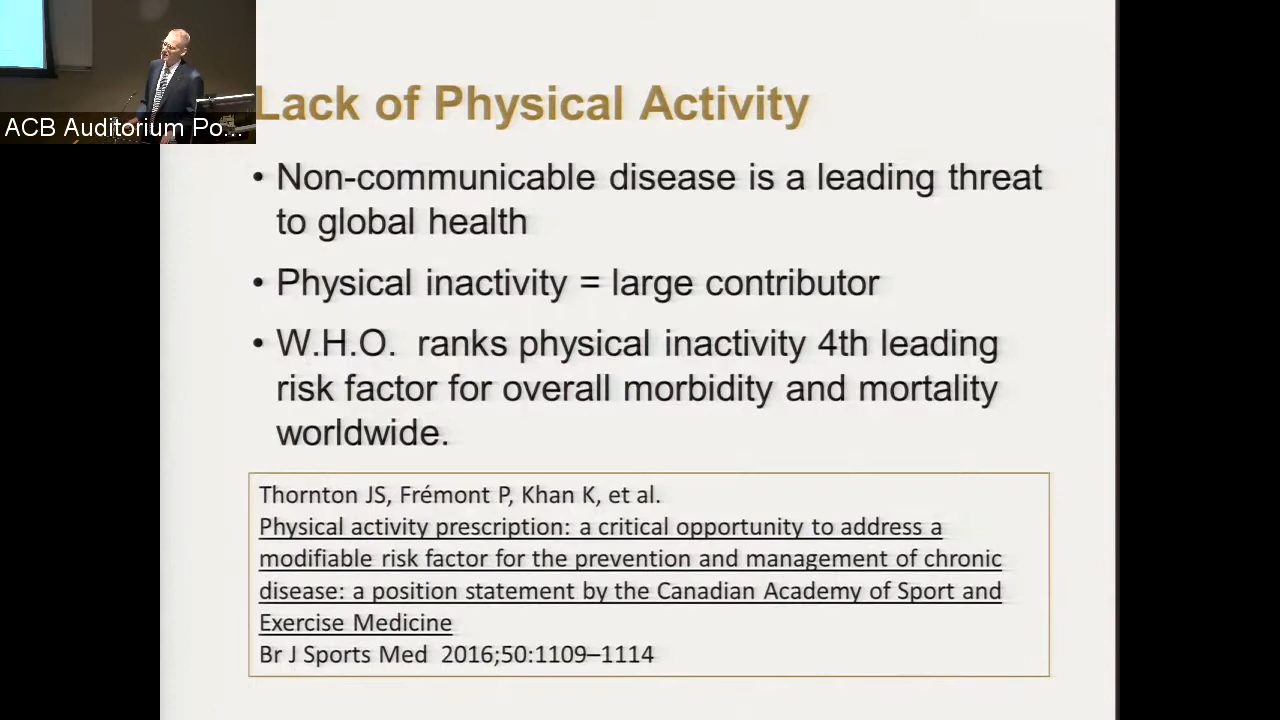 ACB Auditorium Po...
Lack of Physical Activity
• Non-communicable disease is a leading threat
to global health
• Physical inactivity = large contributor
• W.H.O. ranks physical inactivity 4th leading
risk factor for overall morbidity and mortality
worldwide.
Thornton JS, Frémont P, Khan K, et al.
Physical activity prescription: a critical opportunity to address a
modifiable risk factor for the prevention and management of chronic
disease: a position statement by the Canadian Academy of Sport and
Exercise Medicine
Br J Sports Med 2016;50:1109–1114